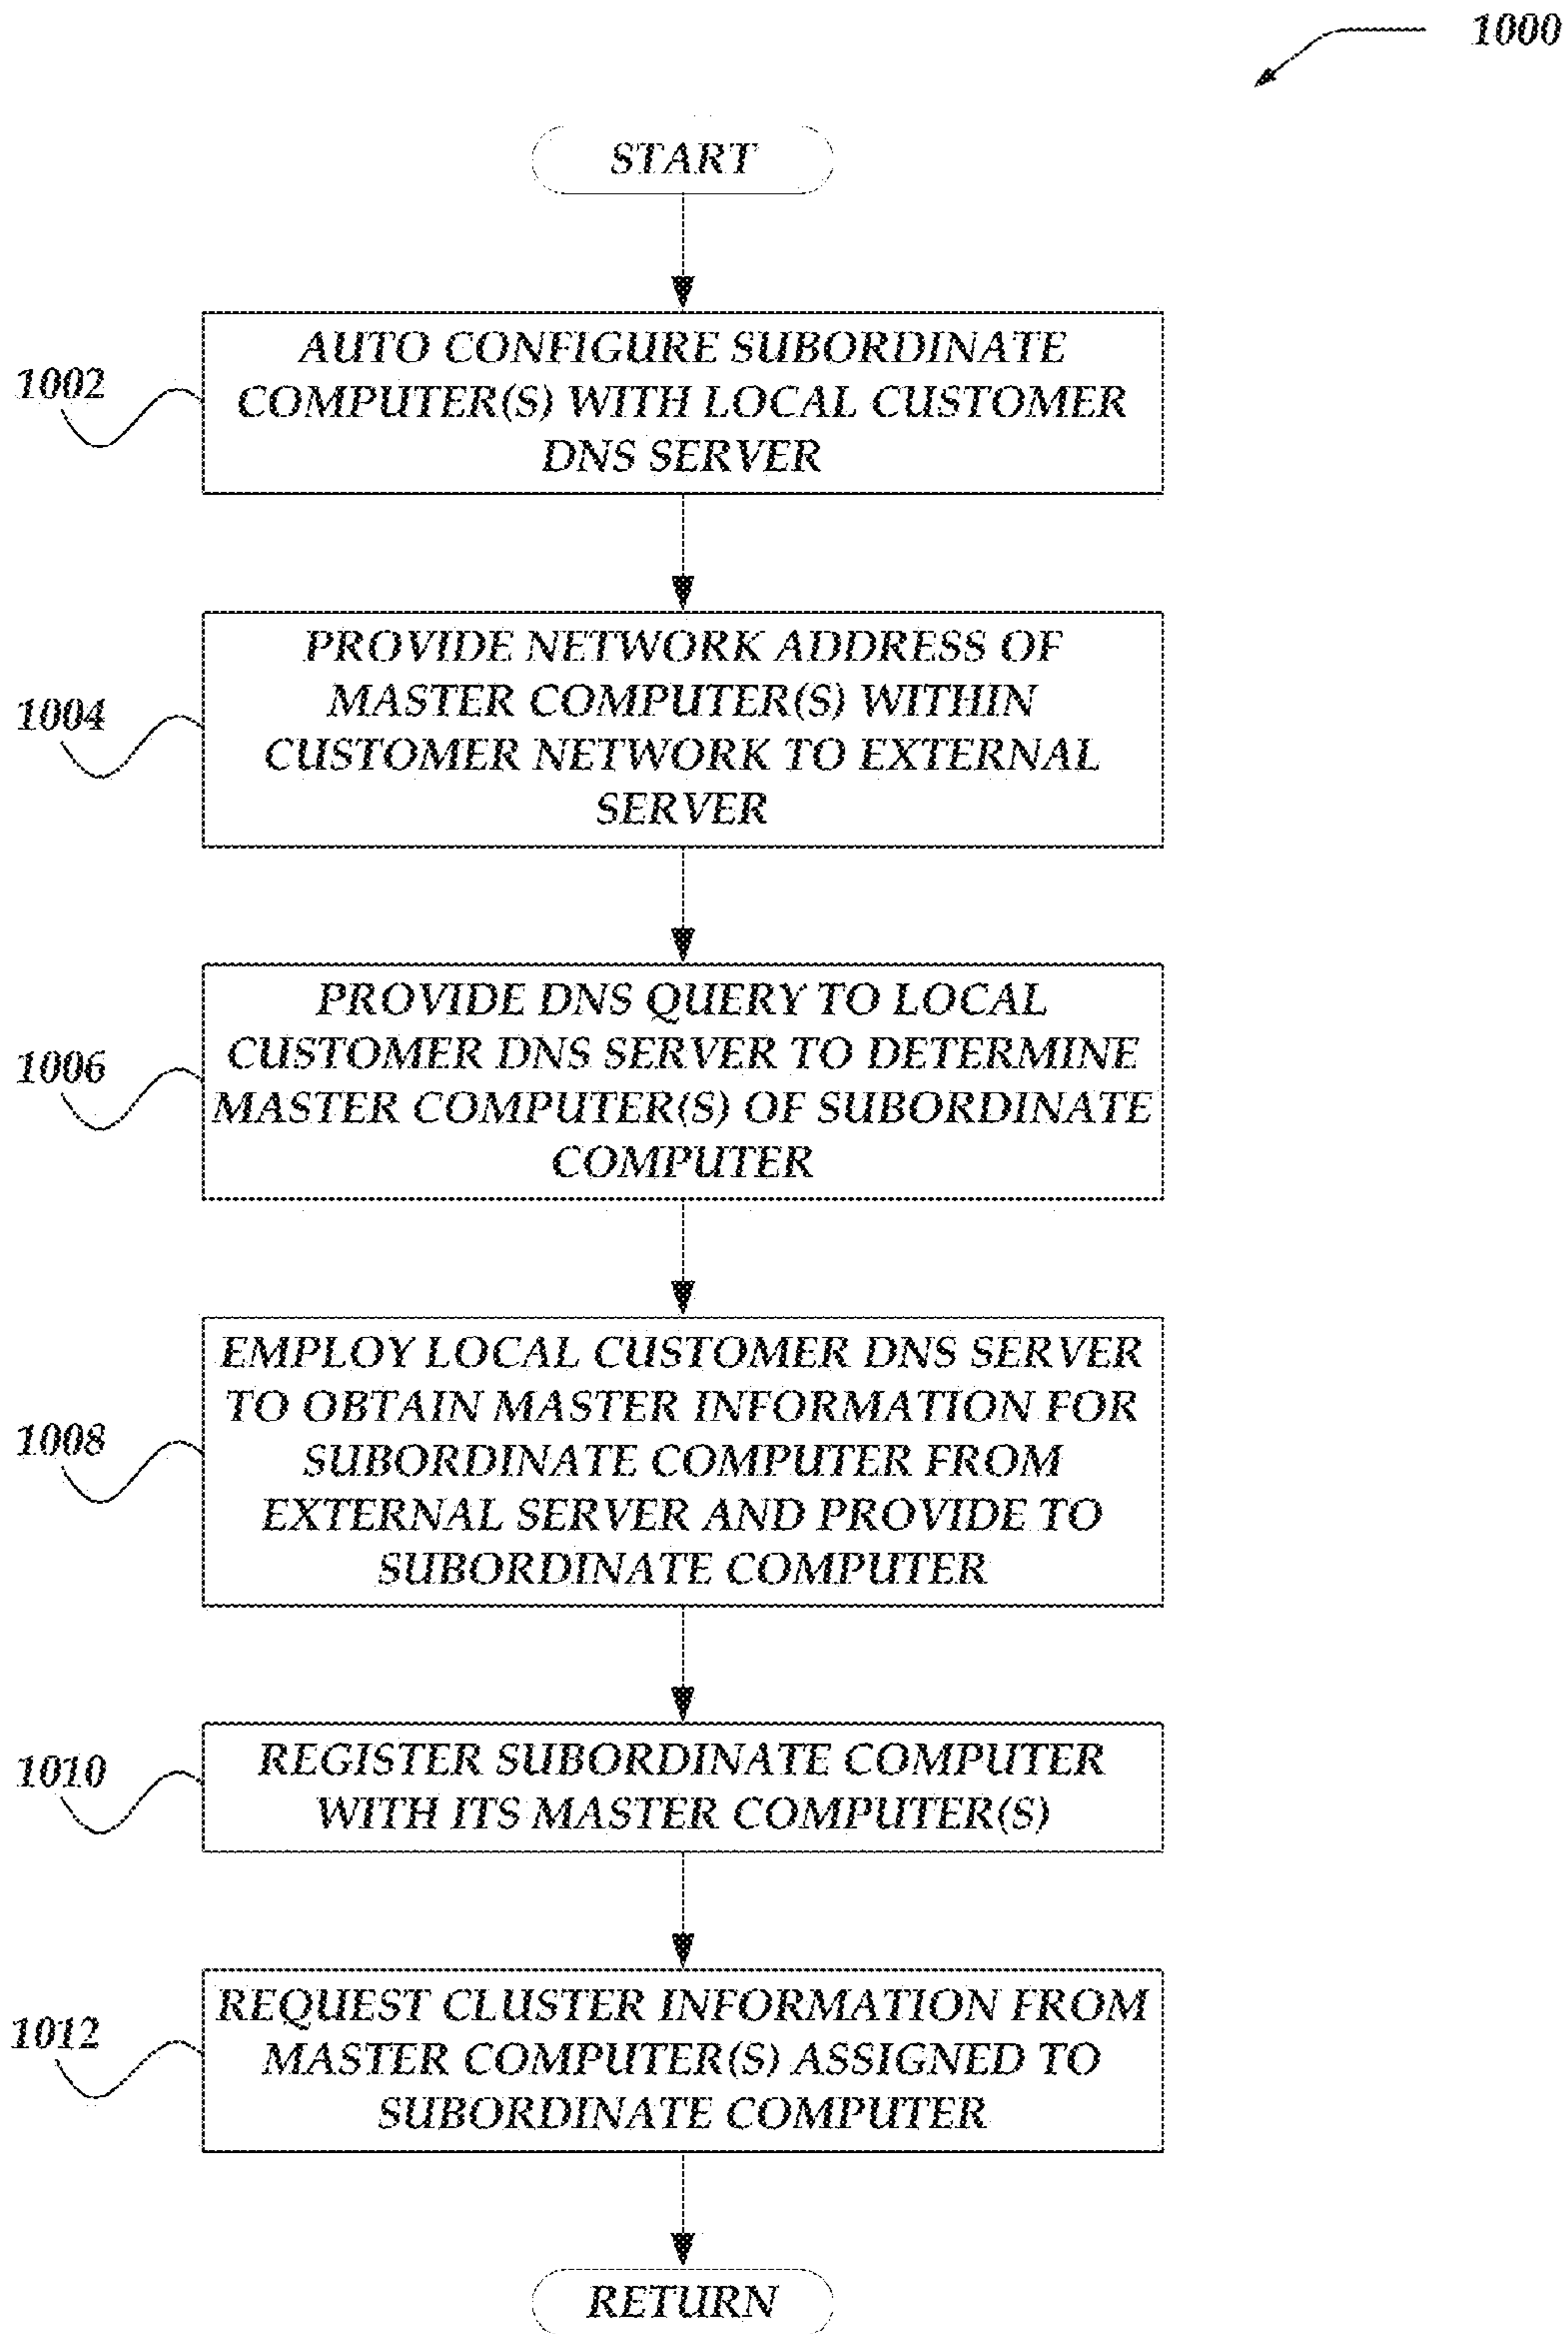 1000
START
1002
AUTO CONFIGURE SUBORDINATE
COMPUTER(S) WITH LOCAL CUSTOMER
DNS SERVER
1004
PROVIDE NETWORK ADDRESS OF
MASTER COMPUTER(S) WITHIN
CUSTOMER NETWORK TO EXTERNAL
SERVER
1006
PROVIDE DNS QUERY TO LOCAL
CUSTOMER DNS SERVER TO DETERMINE
MASTER COMPUTER(S) OF SUBORDINATE
COMPUTER
1008
EMPLOY LOCAL CUSTOMER DNS SERVER
TO OBTAIN MASTER INFORMATION FOR
SUBORDINATE COMPUTER FROM
EXTERNAL SERVER AND PROVIDE TO
SUBORDINATE COMPUTER
1010
REGISTER SUBORDINATE COMPUTER
WITH ITS MASTER COMPUTER(S)
1012
REQUEST CLUSTER INFORMATION FROM
MASTER COMPUTER(S) ASSIGNED TO
SUBORDINATE COMPUTER
RETURN